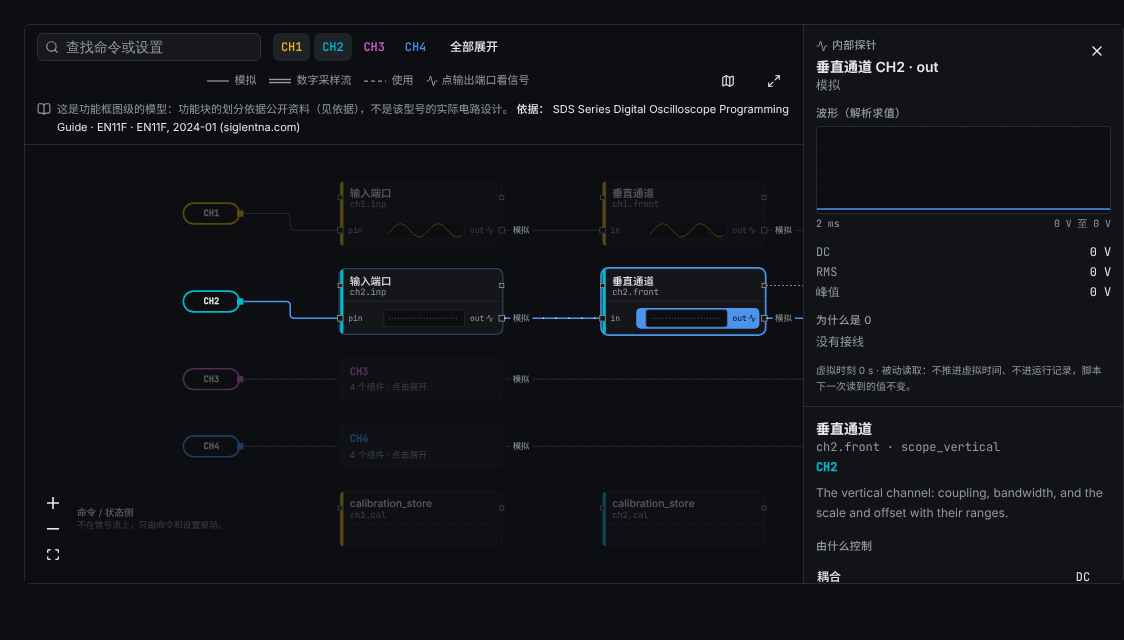 查找命令或设置
CH1 CH2 CH3 CH4 全部展开
模拟 数字采样流 使用 点输出端口看信号
这是功能框图级的模型：功能块的划分依据公开资料（见依据），不是该型号的实际电路设计。 依据： SDS Series Digital Oscilloscope Programming
Guide · EN11F · EN11F, 2024-01 (siglentna.com)
CH1
输入端口
ch1.inp
pin
out
模拟
垂直通道
ch1.front
in
out
模拟
CH2
输入端口
ch2.inp
pin
out
模拟
垂直通道
ch2.front
in
out
模拟
CH3
CH3
4 个组件 · 点击展开
模拟
CH4
CH4
4 个组件 · 点击展开
模拟
命令 / 状态侧
不在信号流上，只由命令和设置驱动。
calibration_store
ch1.cal
calibration_store
ch2.cal
内部探针
垂直通道 CH2 · out
模拟
波形（解析求值）
2 ms 0 V 至 0 V
DC 0 V
RMS 0 V
峰值 0 V
为什么是 0
没有接线
虚拟时刻 0 s · 被动读取：不推进虚拟时间、不进运行记录，脚本
下一次读到的值不变。
垂直通道
ch2.front · scope_vertical
CH2
The vertical channel: coupling, bandwidth, and the
scale and offset with their ranges.
由什么控制
耦合 DC